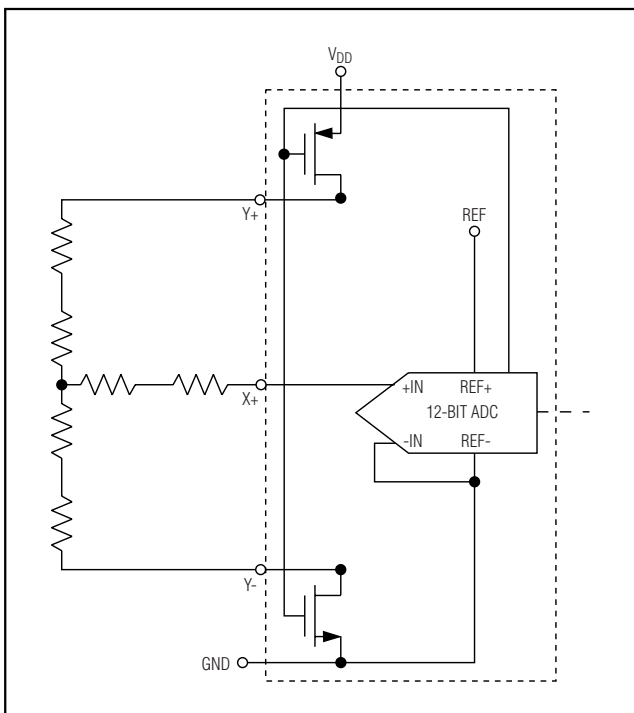 VDD
Y+
REF
X+
+IN REF+
12-BIT ADC
-IN REF-
Y-
GND